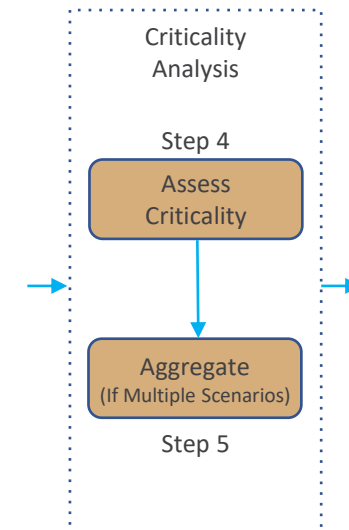 Criticality
Analysis
Step 4
Assess
Criticality
Aggregate
(If Multiple Scenarios)
Step 5